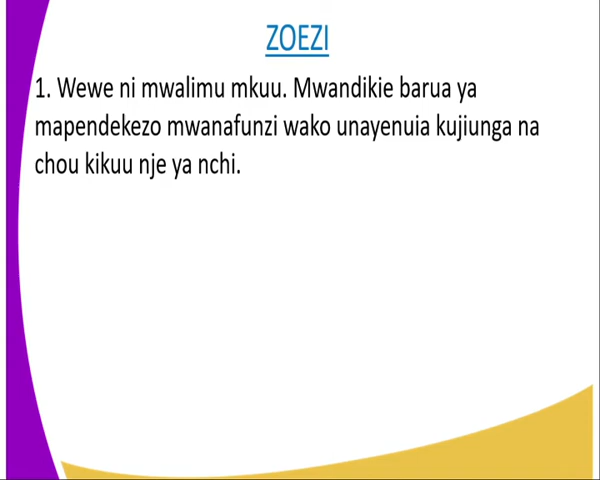 ZOEZI
1. Wewe ni mwalimu mkuu. Mwandikie barua ya
mapendekezo mwanafunzi wako unayenuia kujiunga na
chou kikuu nje ya nchi.